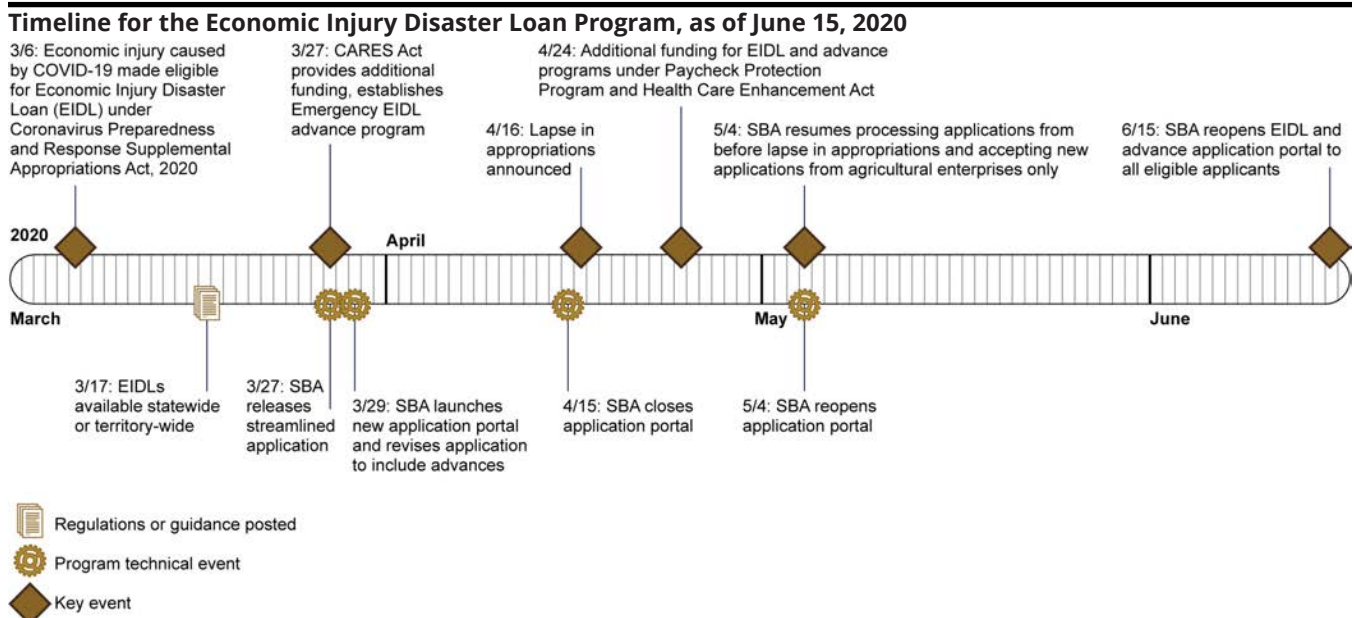 Timeline for the Economic Injury Disaster Loan Program, as of June 15, 2020
3/6: Economic injury caused
by COVID-19 made eligible
for Economic Injury Disaster
Loan (EIDL) under
Coronavirus Preparedness
and Response Supplemental
Appropriations Act, 2020
3/27: CARES Act
provides additional
funding, establishes
Emergency EIDL
advance program
4/16: Lapse in
appropriations
announced
4/24: Additional funding for EIDL and advance
programs under Paycheck Protection
Program and Health Care Enhancement Act
5/4: SBA resumes processing applications from
before lapse in appropriations and accepting new
applications from agricultural enterprises only
6/15: SBA reopens EIDL and
advance application portal to
all eligible applicants
2020
April
March
May
June
3/17: EIDLs
available statewide
or territory-wide
3/27: SBA
releases
streamlined
application
3/29: SBA launches
new application portal
and revises application
to include advances
4/15: SBA closes
application portal
5/4: SBA reopens
application portal
Regulations or guidance posted
Program technical event
Key event